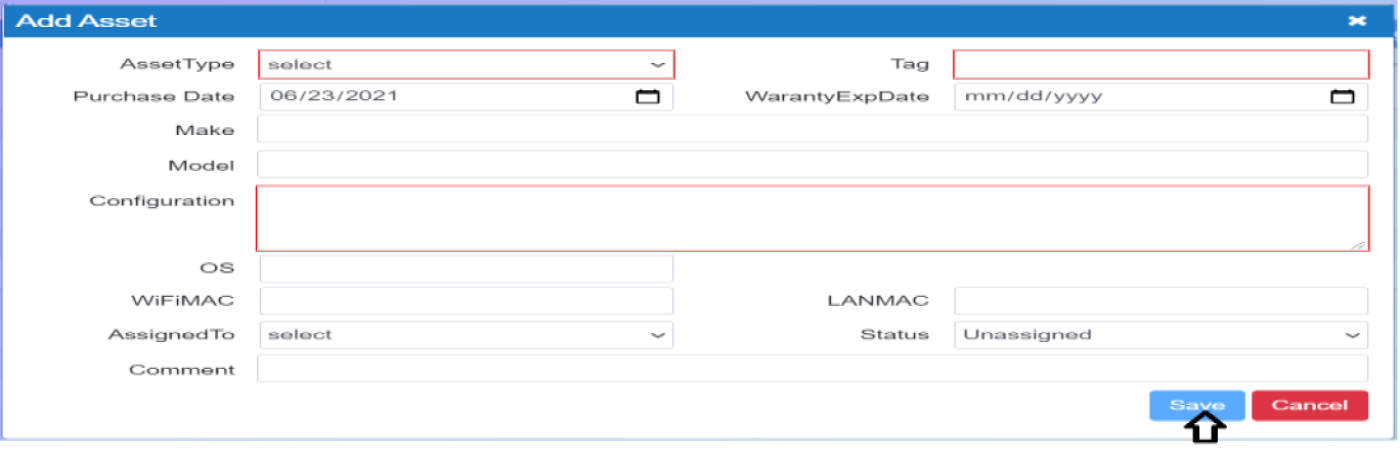 Add Asset
AssetType select Tag
Purchase Date 06/23/2021 WarantyExpDate mm/dd/yyyy
Make
Model
Configuration
OS
WiFiMAC LANMAC
AssignedTo select Status Unassigned
Comment
Save Cancel